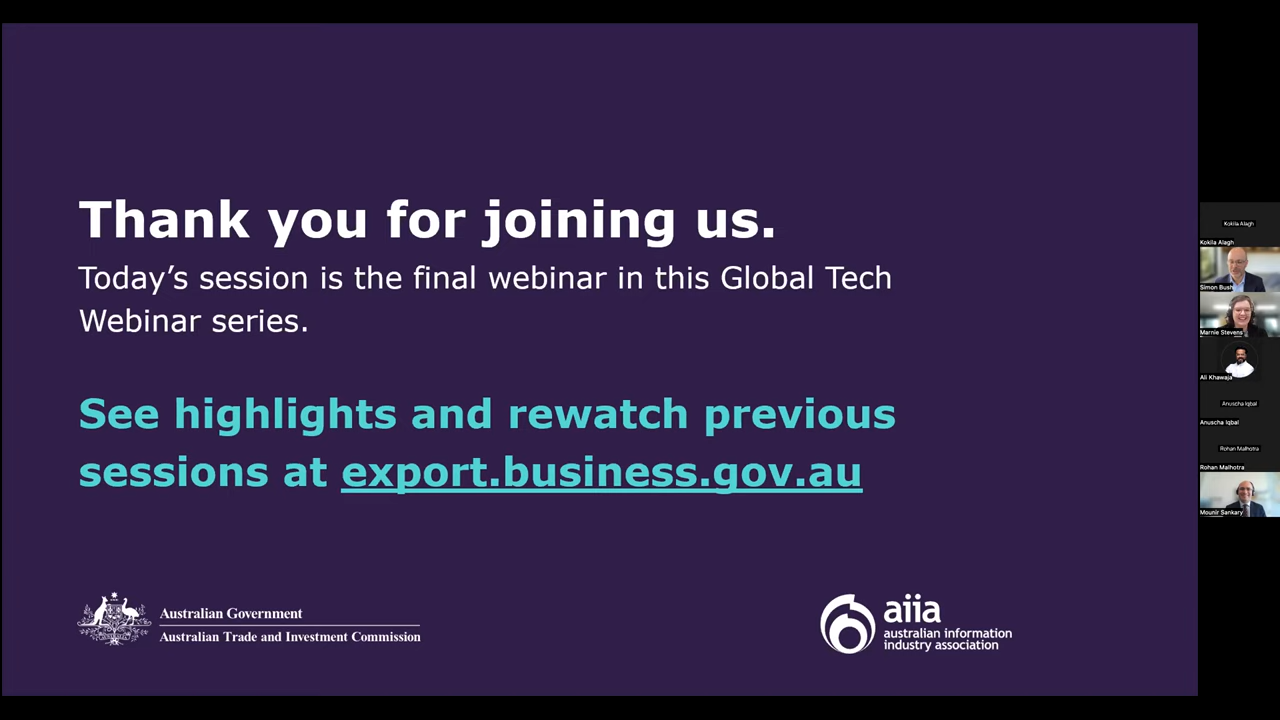 Thank you for joining us.
Today’s session is the final webinar in this Global Tech
Webinar series.
See highlights and rewatch previous
sessions at export.business.gov.au
Australian Government
Australian Trade and Investment Commission
aiia
australian information
industry association
Kokila Alagh
Kokila Alagh
Simon Bush
Marnie Stevens
Ali Khawaja
Anuscha Iqbal
Anuscha Iqbal
Rohan Malhotra
Rohan Malhotra
Mounir Sankary